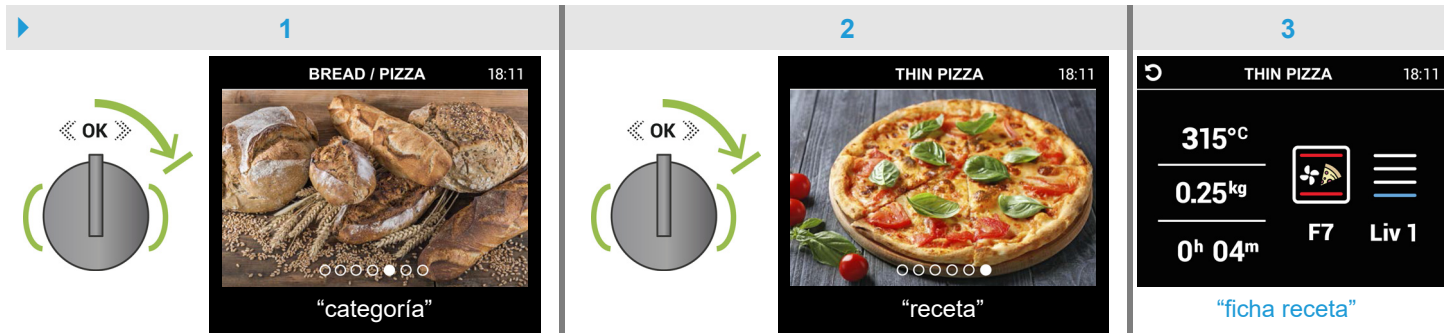 1
2
3
OK
BREAD / PIZZA 18:11
“categoría”
OK
THIN PIZZA 18:11
“receta”
THIN PIZZA 18:11
315°C
0.25kg
0h 04m
F7
Liv 1
“ficha receta”